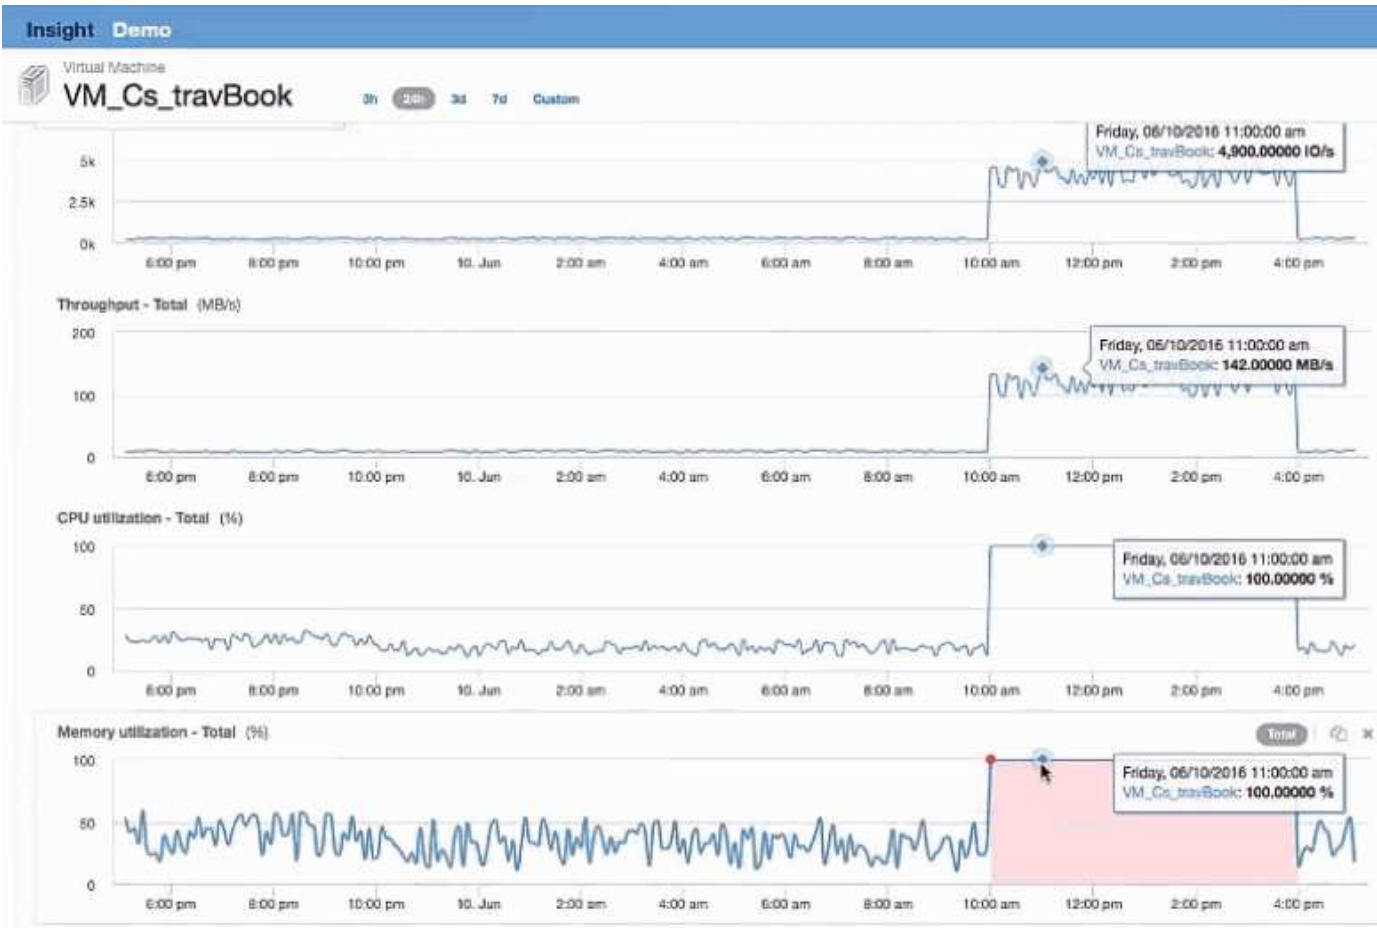 Insight Demo
Virtual Machine
VM_Cs_travBook
3h 24h 3d 7d Custom
Friday, 06/10/2016 11:00:00 am
VM_Cs_travBook: 4,900.00000 IO/s
5k
2.5k
0k
6:00 pm 8:00 pm 10:00 pm 10. Jun 2:00 am 4:00 am 6:00 am 8:00 am 10:00 am 12:00 pm 2:00 pm 4:00 pm
Throughput - Total (MB/s)
200
Friday, 06/10/2016 11:00:00 am
VM_Cs_travBook: 142.00000 MB/s
100
0
6:00 pm 8:00 pm 10:00 pm 10. Jun 2:00 am 4:00 am 6:00 am 8:00 am 10:00 am 12:00 pm 2:00 pm 4:00 pm
CPU utilization - Total (%)
100
Friday, 06/10/2016 11:00:00 am
VM_Cs_travBook: 100.00000 %
50
0
6:00 pm 8:00 pm 10:00 pm 10. Jun 2:00 am 4:00 am 6:00 am 8:00 am 10:00 am 12:00 pm 2:00 pm 4:00 pm
Memory utilization - Total (%)
Total
100
Friday, 06/10/2016 11:00:00 am
VM_Cs_travBook: 100.00000 %
50
0
6:00 pm 8:00 pm 10:00 pm 10. Jun 2:00 am 4:00 am 6:00 am 8:00 am 10:00 am 12:00 pm 2:00 pm 4:00 pm